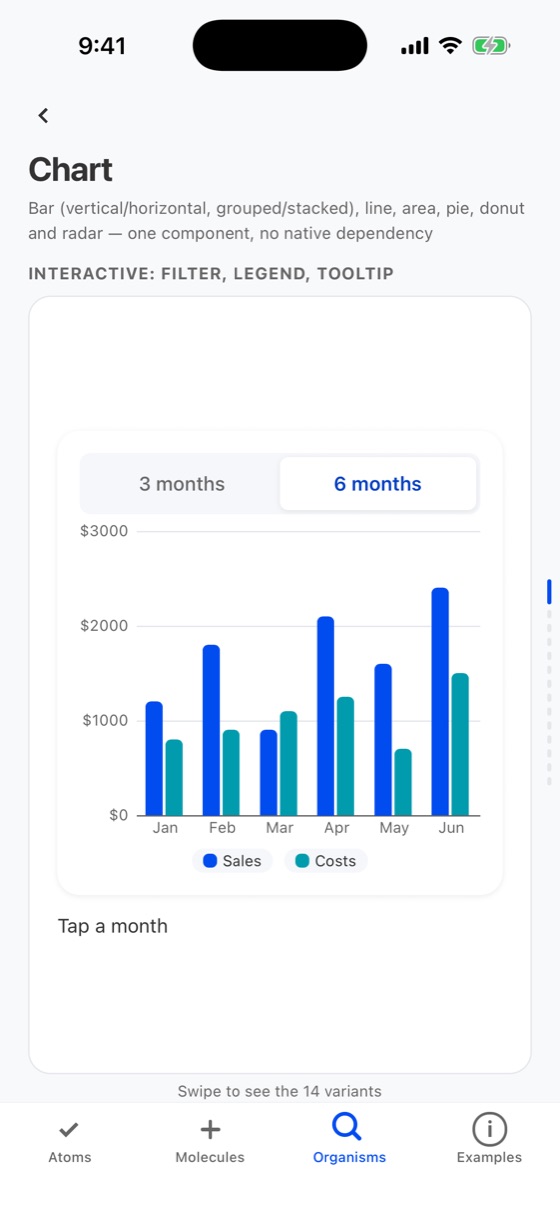 9:41
Chart
Bar (vertical/horizontal, grouped/stacked), line, area, pie, donut
and radar — one component, no native dependency
INTERACTIVE: FILTER, LEGEND, TOOLTIP
3 months
6 months
$3000
$2000
$1000
$0
Jan Feb Mar Apr May Jun
Sales Costs
Tap a month
Swipe to see the 14 variants
Atoms Molecules Organisms Examples